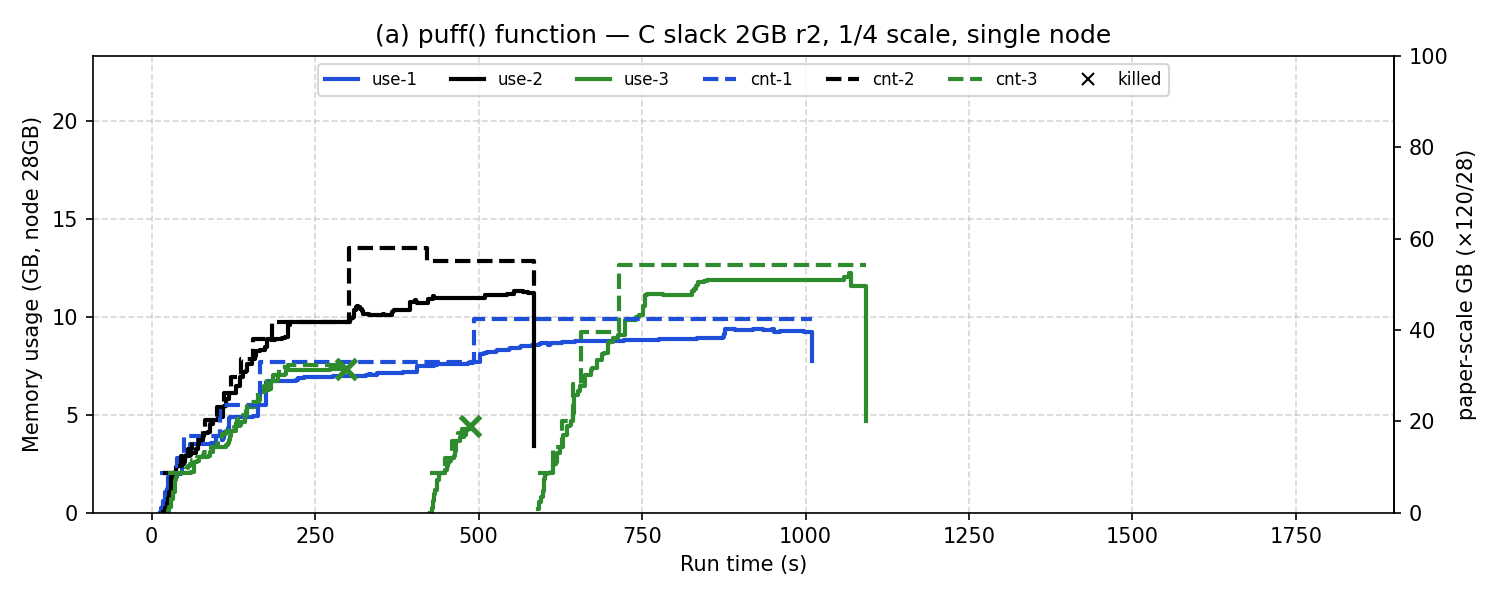 (a) puff() function — C slack 2GB r2, 1/4 scale, single node
use-1 use-2 use-3 cnt-1 cnt-2 cnt-3 killed
Memory usage (GB, node 28GB)
20
15
10
5
0
100
80
60
40
20
0
paper-scale GB (×120/28)
0 250 500 750 1000 1250 1500 1750
Run time (s)